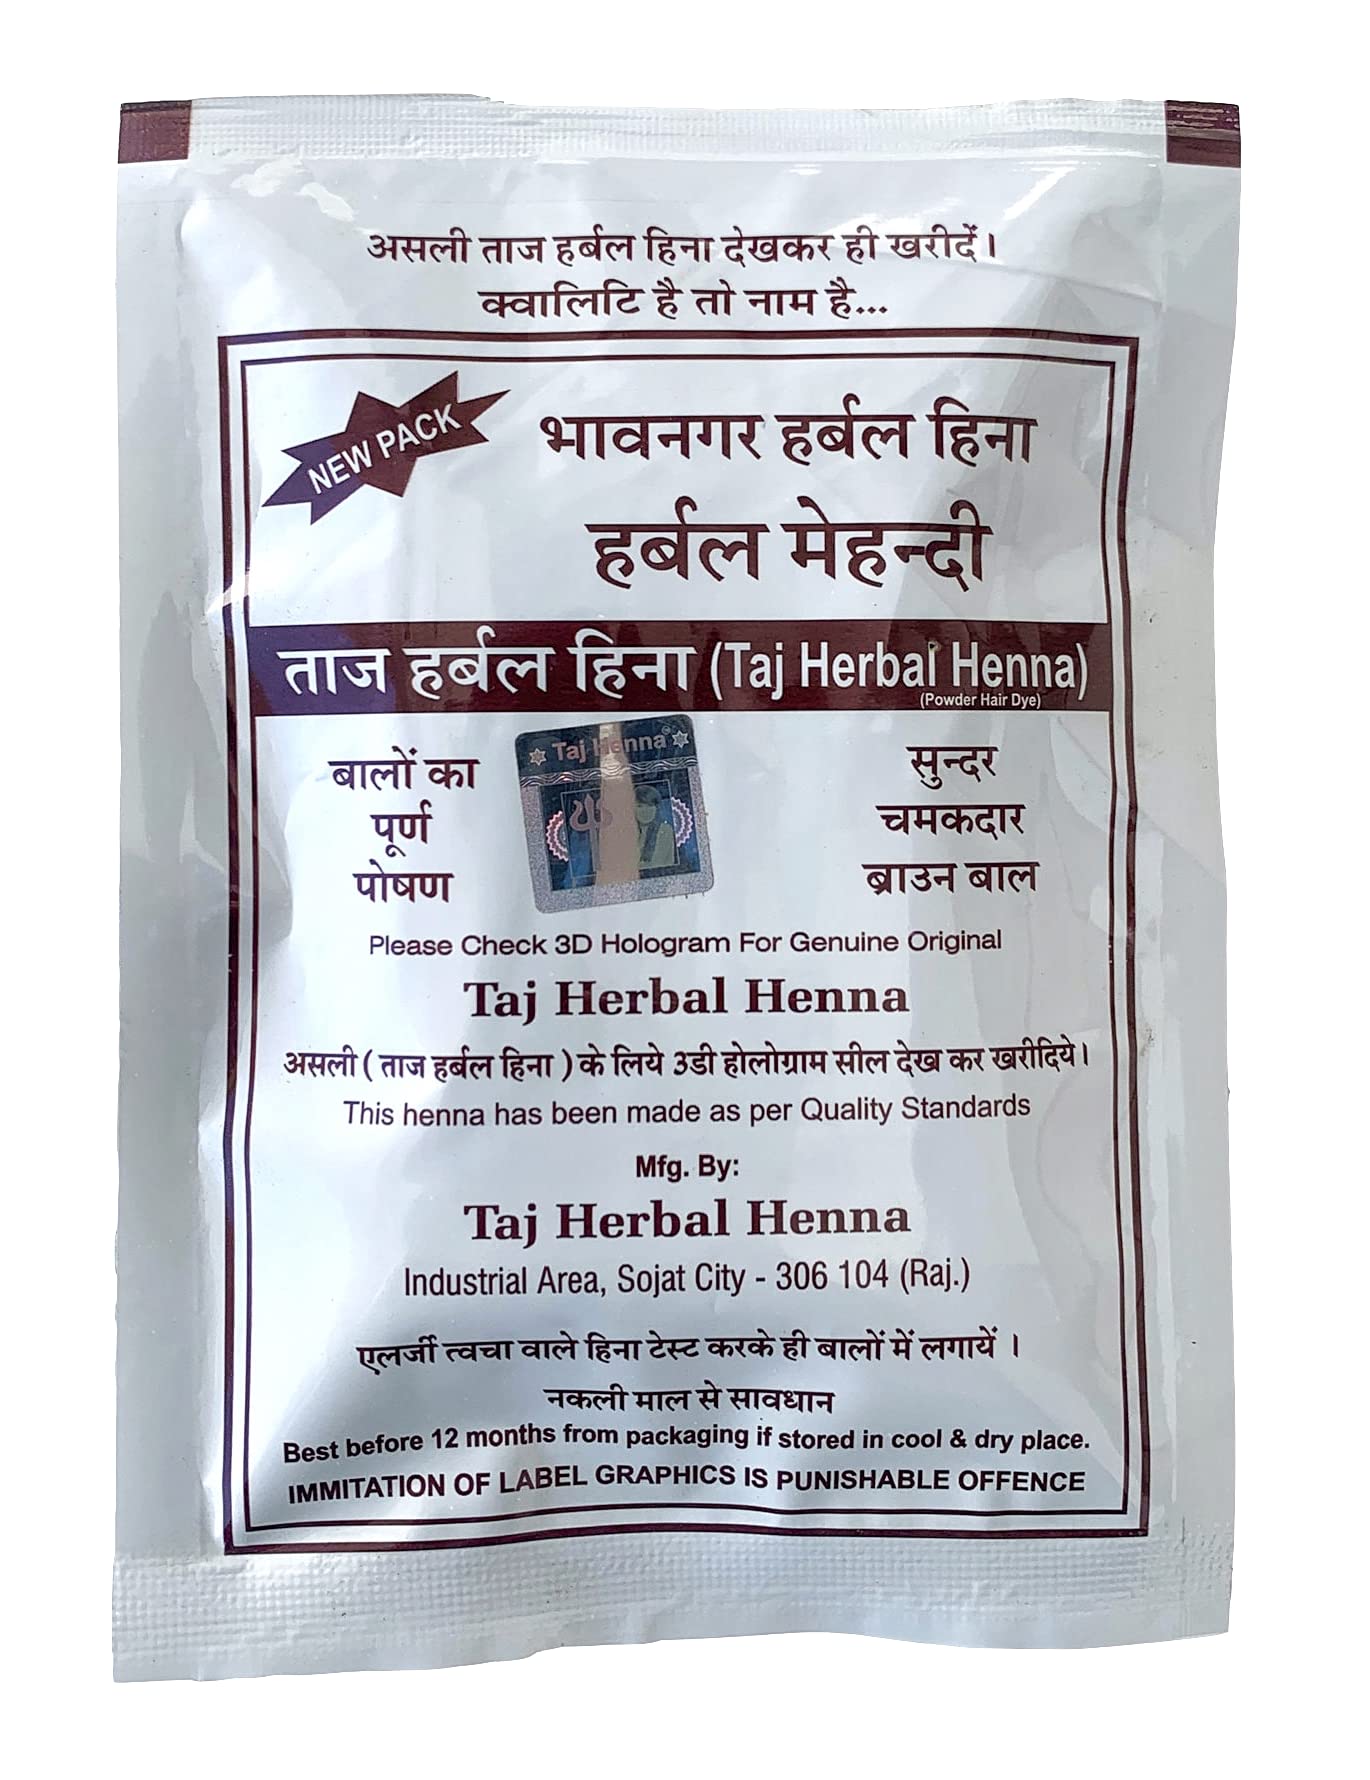 असली ताज हर्बल हिना देखकर ही खरीदें।
क्वालिटि है तो नाम है...
NEW PACK
भावनगर हर्बल हिना
हर्बल मेहन्दी
ताज हर्बल हिना (Taj Herbal Henna)
(Powder Hair Dye)
बालों का
पूर्ण
पोषण
Taj Henna
सुन्दर
चमकदार
ब्राउन बाल
Please Check 3D Hologram For Genuine Original
Taj Herbal Henna
असली ( ताज हर्बल हिना ) के लिये 3डी होलोग्राम सील देख कर खरीदिये।
This henna has been made as per Quality Standards
Mfg. By:
Taj Herbal Henna
Industrial Area, Sojat City - 306 104 (Raj.)
एलर्जी त्वचा वाले हिना टेस्ट करके ही बालों में लगायें ।
नकली माल से सावधान
Best before 12 months from packaging if stored in cool & dry place.
IMMITATION OF LABEL GRAPHICS IS PUNISHABLE OFFENCE